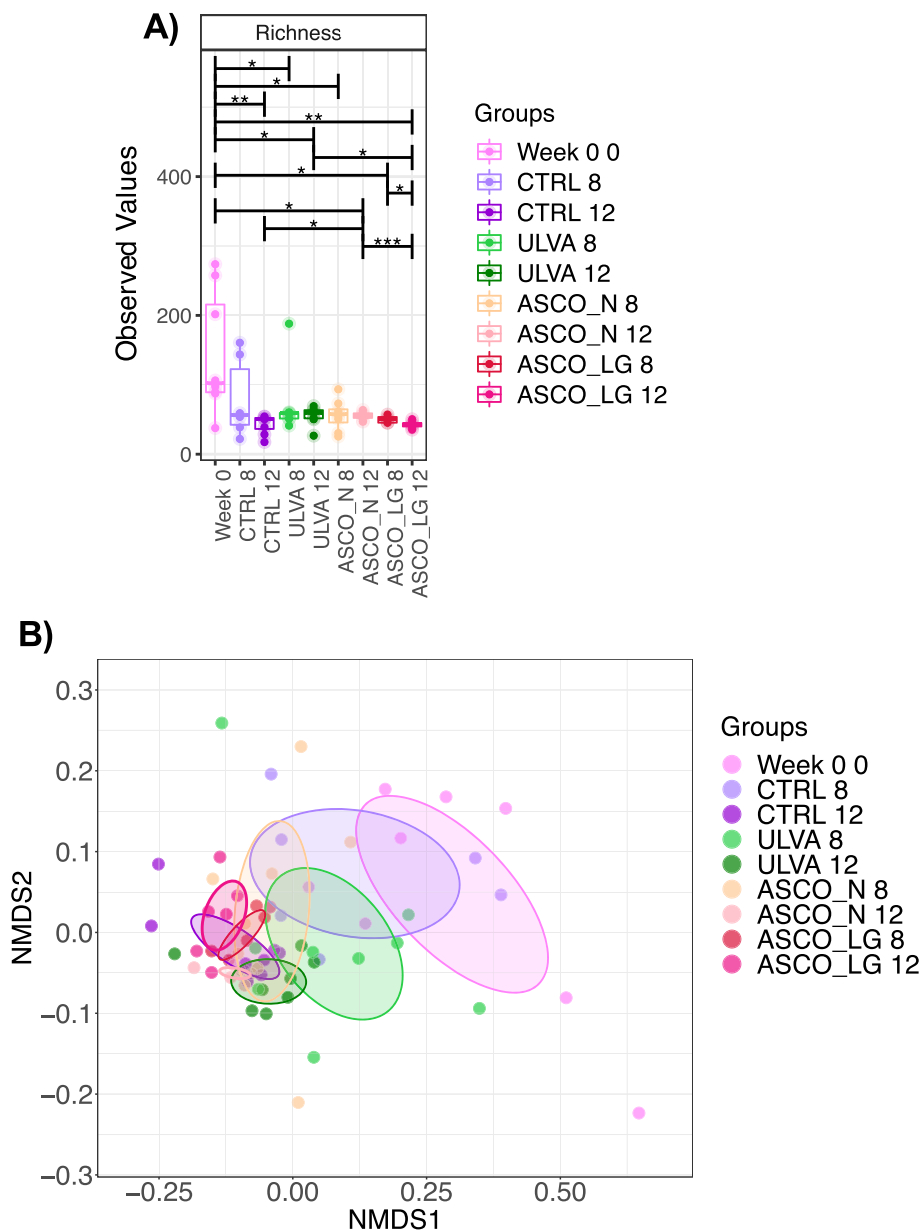 A)
Richness
*
*
**
**
*
*
*
*
*
*
***
Observed Values
400
200
0
Week 0
CTRL 8
CTRL 12
ULVA 8
ULVA 12
ASCO_N 8
ASCO_N 12
ASCO_LG 8
ASCO_LG 12
Groups
Week 0 0
CTRL 8
CTRL 12
ULVA 8
ULVA 12
ASCO_N 8
ASCO_N 12
ASCO_LG 8
ASCO_LG 12
B)
NMDS2
0.3
0.2
0.1
0.0
−0.1
−0.2
−0.3
−0.25
0.00
0.25
0.50
NMDS1
Groups
Week 0 0
CTRL 8
CTRL 12
ULVA 8
ULVA 12
ASCO_N 8
ASCO_N 12
ASCO_LG 8
ASCO_LG 12